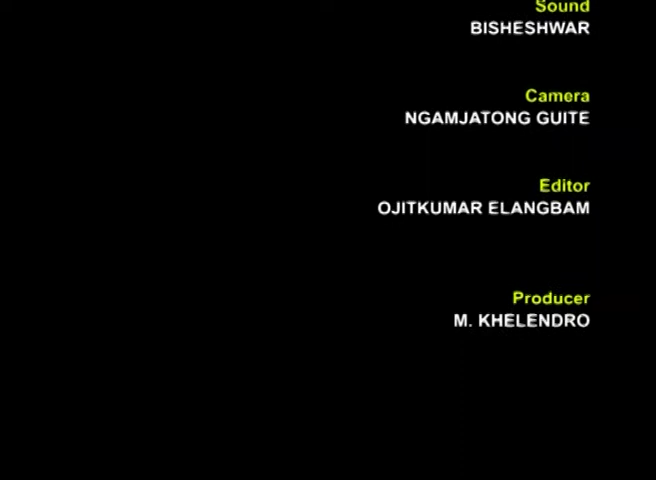 Sound
BISHESHWAR
Camera
NGAMJATONG GUITE
Editor
OJITKUMAR ELANGBAM
Producer
M. KHELENDRO